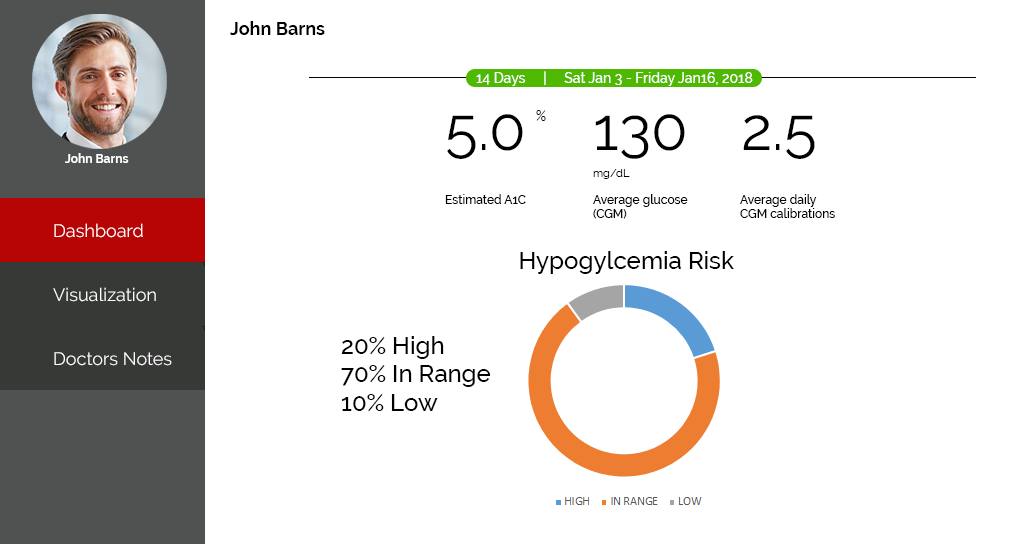 John Barns
Dashboard
Visualization
Doctors Notes
John Barns
14 Days | Sat Jan 3 - Friday Jan16, 2018
5.0 %
Estimated A1C
130
mg/dL
Average glucose
(CGM)
2.5
Average daily
CGM calibrations
Hypogylcemia Risk
20% High
70% In Range
10% Low
HIGH IN RANGE LOW